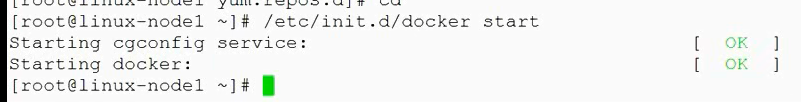 [root@linux-node1 yum.repos.d]# cd
[root@linux-node1 ~]# /etc/init.d/docker start
Starting cgconfig service: [ OK ]
Starting docker: [ OK ]
[root@linux-node1 ~]#